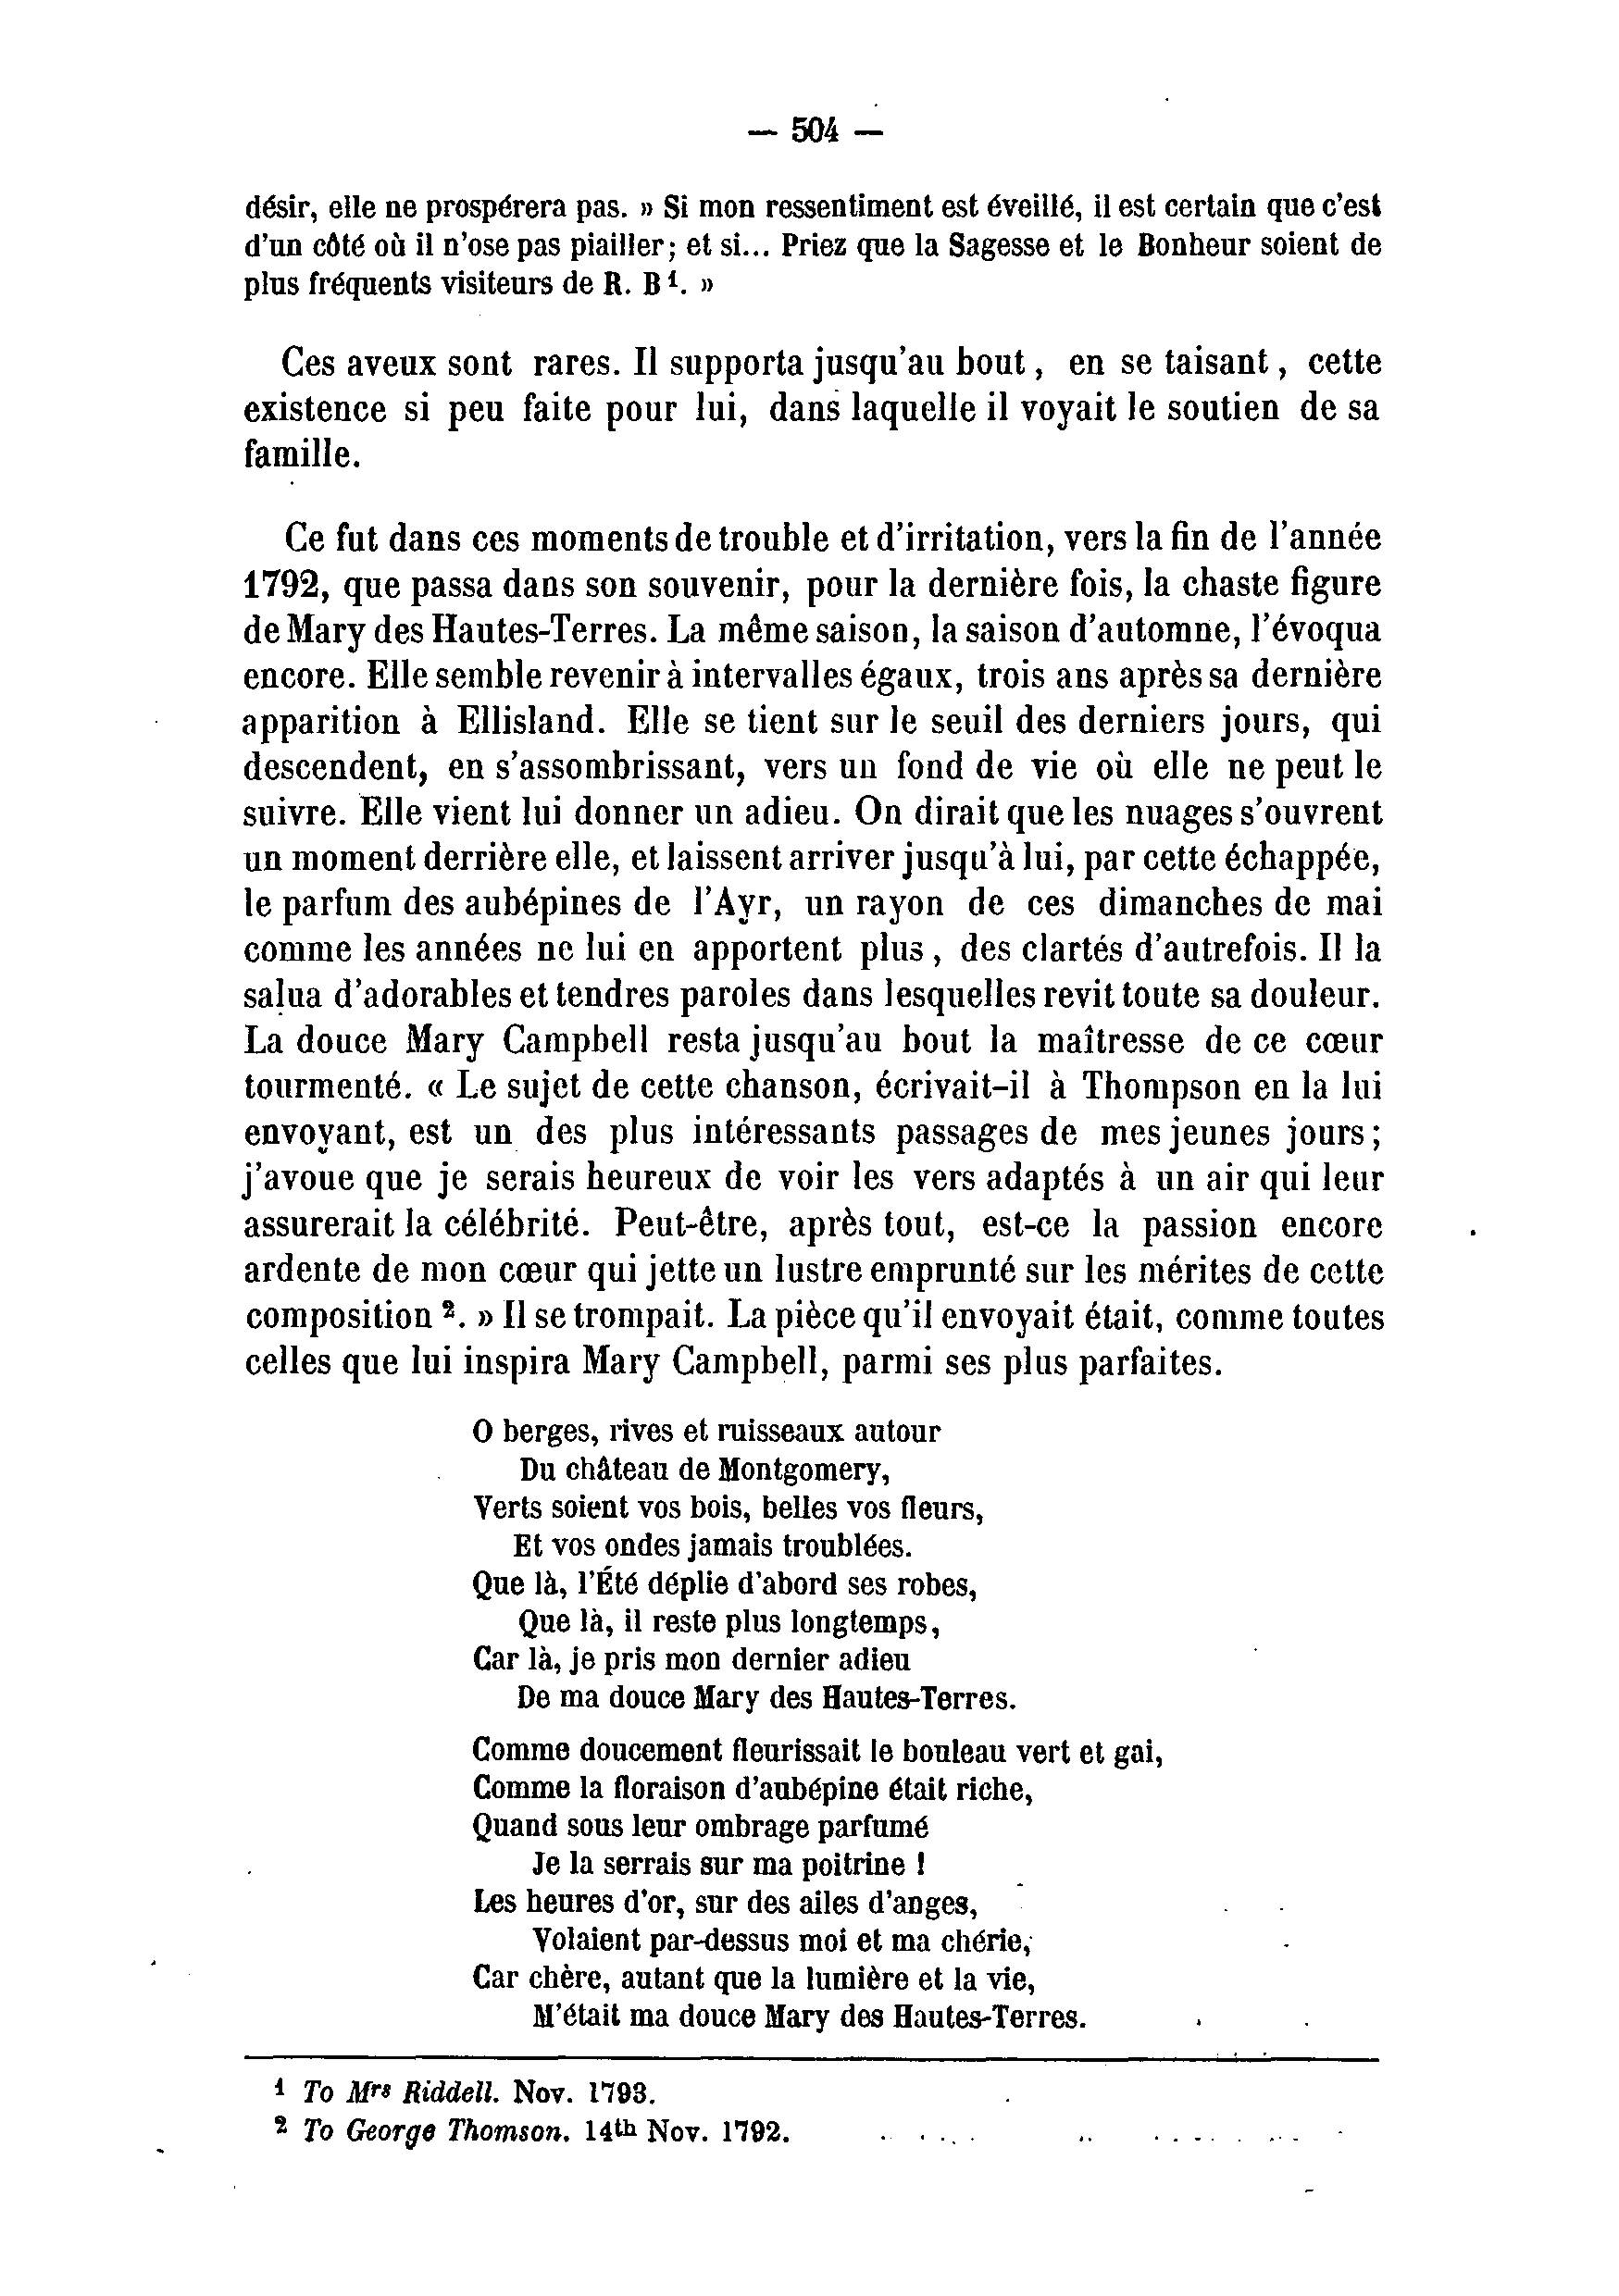 — 504 —
désir, elle ne prospérera pas. » Si mon ressentiment est éveillé, il est certain que c'est
d'un côté où il n'ose pas piailler; et si... Priez que la Sagesse et le Bonheur soient de
plus fréquents visiteurs de R. B ¹. »
Ces aveux sont rares. Il supporta jusqu'au bout, en se taisant, cette
existence si peu faite pour lui, dans laquelle il voyait le soutien de sa
famille.
Ce fut dans ces moments de trouble et d'irritation, vers la fin de l'année
1792, que passa dans son souvenir, pour la dernière fois, la chaste figure
de Mary des Hautes-Terres. La même saison, la saison d'automne, l'évoqua
encore. Elle semble revenir à intervalles égaux, trois ans après sa dernière
apparition à Ellisland. Elle se tient sur le seuil des derniers jours, qui
descendent, en s'assombrissant, vers un fond de vie où elle ne peut le
suivre. Elle vient lui donner un adieu. On dirait que les nuages s'ouvrent
un moment derrière elle, et laissent arriver jusqu'à lui, par cette échappée,
le parfum des aubépines de l'Ayr, un rayon de ces dimanches de mai
comme les années ne lui en apportent plus, des clartés d'autrefois. Il la
salua d'adorables et tendres paroles dans lesquelles revit toute sa douleur.
La douce Mary Campbell resta jusqu'au bout la maîtresse de ce cœur
tourmenté. « Le sujet de cette chanson, écrivait-il à Thompson en la lui
envoyant, est un des plus intéressants passages de mes jeunes jours;
j'avoue que je serais heureux de voir les vers adaptés à un air qui leur
assurerait la célébrité. Peut-être, après tout, est-ce la passion encore
ardente de mon cœur qui jette un lustre emprunté sur les mérites de cette
composition ². » Il se trompait. La pièce qu'il envoyait était, comme toutes
celles que lui inspira Mary Campbell, parmi ses plus parfaites.
O berges, rives et ruisseaux autour
Du château de Montgomery,
Verts soient vos bois, belles vos fleurs,
Et vos ondes jamais troublées.
Que là, l'Été déplie d'abord ses robes,
Que là, il reste plus longtemps,
Car là, je pris mon dernier adieu
De ma douce Mary des Hautes-Terres.
Comme doucement fleurissait le bouleau vert et gai,
Comme la floraison d'aubépine était riche,
Quand sous leur ombrage parfumé
Je la serrais sur ma poitrine !
Les heures d'or, sur des ailes d'anges,
Volaient par-dessus moi et ma chérie,
Car chère, autant que la lumière et la vie,
M'était ma douce Mary des Hautes-Terres.
¹ To Mrs Riddell. Nov. 1793.
² To George Thomson. 14th Nov. 1792.